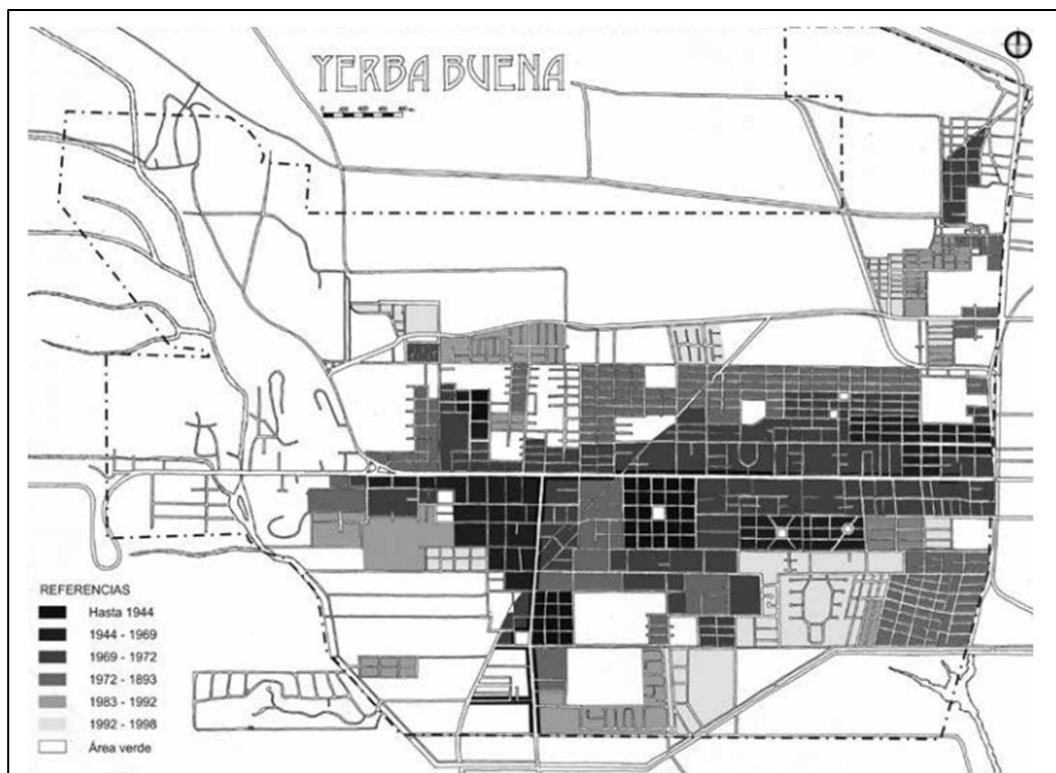 YERBA BUENA
REFERENCIAS
Hasta 1944
1944 - 1969
1969 - 1972
1972 - 1893
1983 - 1992
1992 - 1998
Área verde